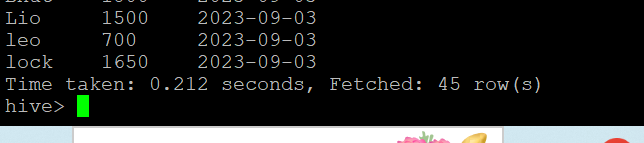 Lio 1500 2023-09-03
leo 700 2023-09-03
lock 1650 2023-09-03
Time taken: 0.212 seconds, Fetched: 45 row(s)
hive>